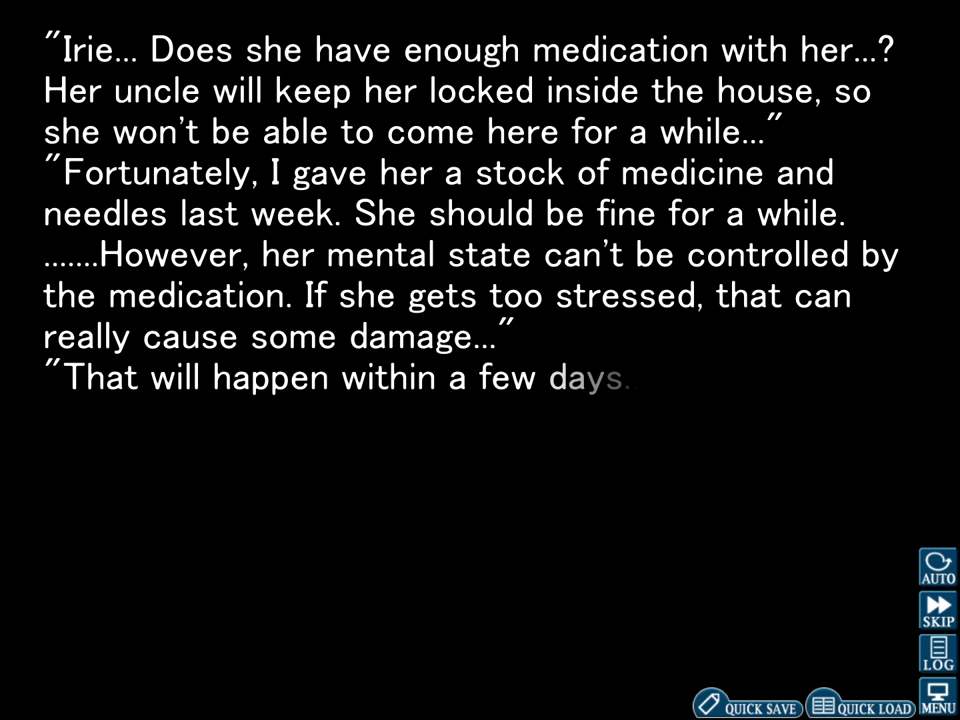 "Irie... Does she have enough medication with her...?
Her uncle will keep her locked inside the house, so
she won't be able to come here for a while..."
"Fortunately, I gave her a stock of medicine and
needles last week. She should be fine for a while.
.......However, her mental state can't be controlled by
the medication. If she gets too stressed, that can
really cause some damage..."
"That will happen within a few days..
AUTO
SKIP
LOG
QUICK SAVE
QUICK LOAD
MENU